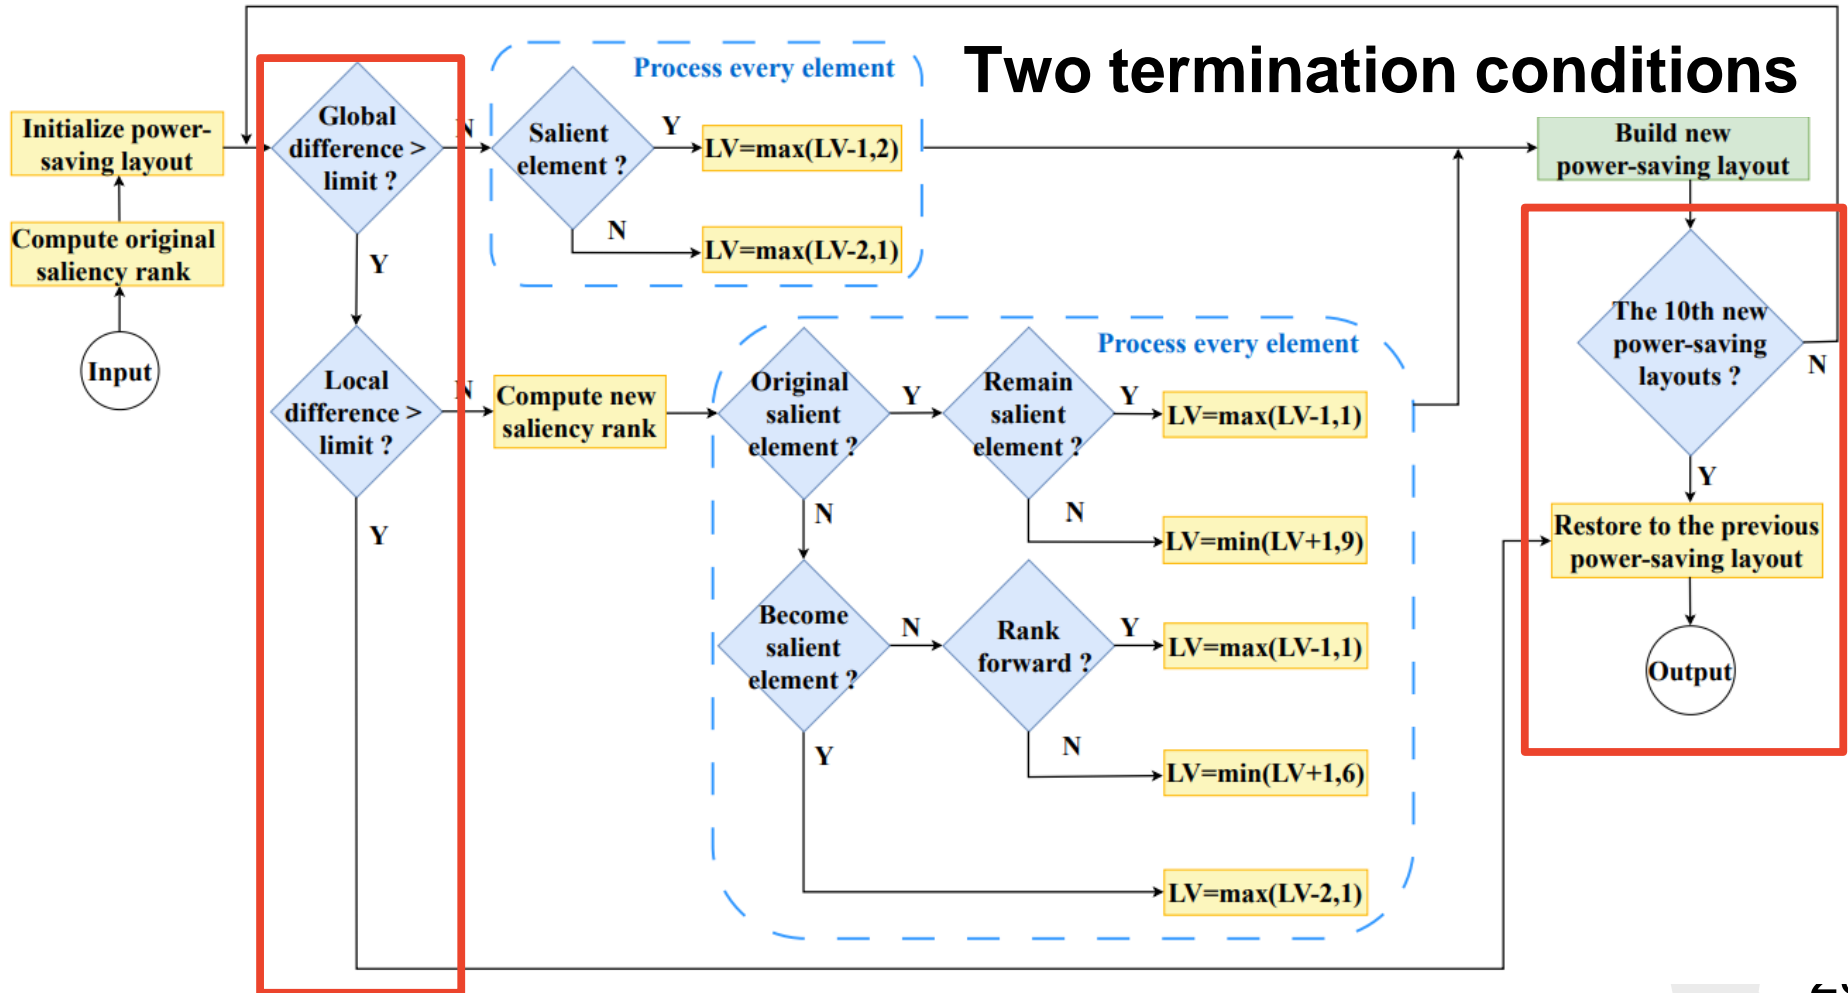 Two termination conditions
Process every element
Initialize power-
saving layout
Compute original
saliency rank
Input
Global
difference >
limit ?
N
Y
Salient
element ?
Y
LV=max(LV-1,2)
N
LV=max(LV-2,1)
Build new
power-saving layout
Local
difference >
limit ?
N
Y
Compute new
saliency rank
Process every element
Original
salient
element ?
Y
N
Remain
salient
element ?
Y
LV=max(LV-1,1)
N
LV=min(LV+1,9)
Become
salient
element ?
N
Y
Rank
forward ?
Y
LV=max(LV-1,1)
N
LV=min(LV+1,6)
LV=max(LV-2,1)
The 10th new
power-saving
layouts ?
N
Y
Restore to the previous
power-saving layout
Output